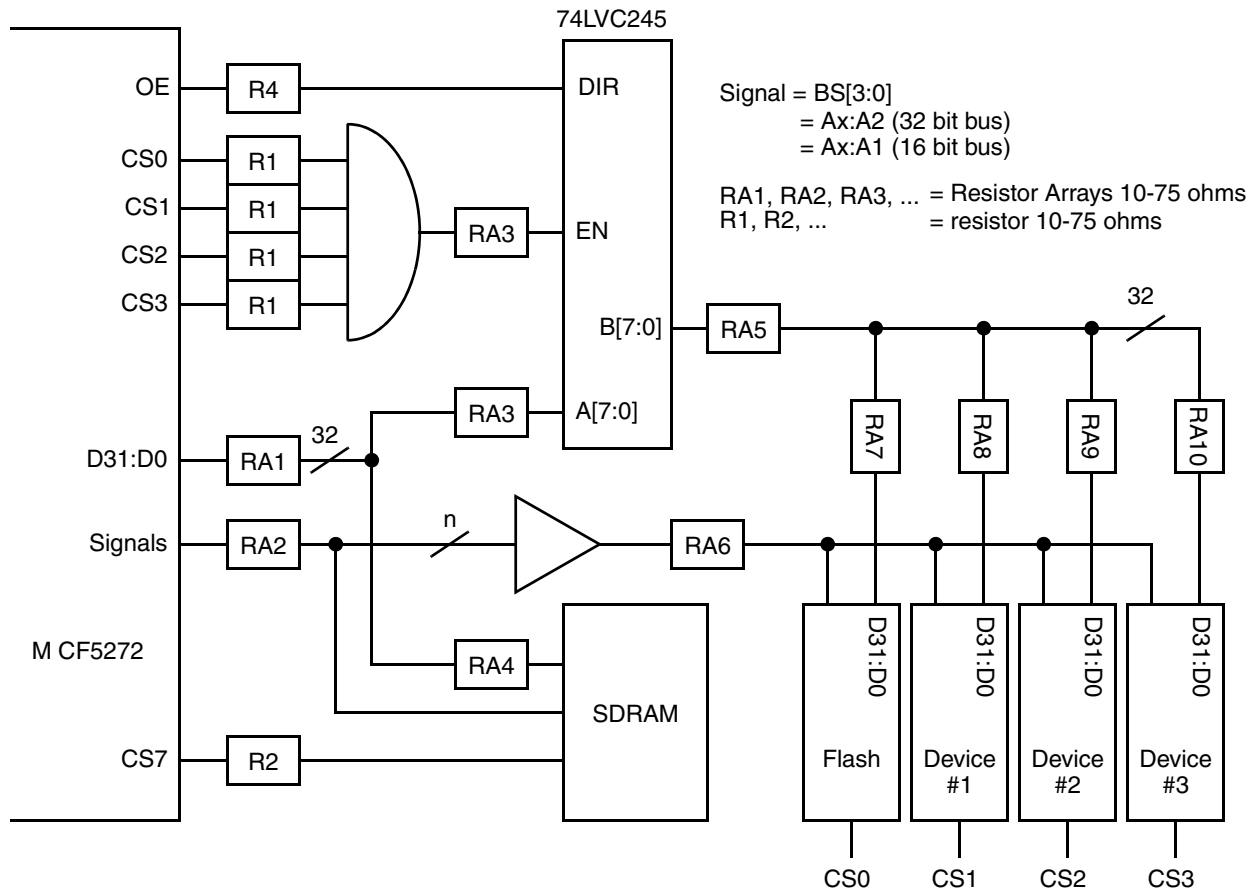 74LVC245
OE
R4
DIR
Signal = BS[3:0]
= Ax:A2 (32 bit bus)
= Ax:A1 (16 bit bus)
CS0
R1
CS1
R1
CS2
R1
CS3
R1
RA3
EN
RA1, RA2, RA3, ... = Resistor Arrays 10-75 ohms
R1, R2, ... = resistor 10-75 ohms
B[7:0]
RA5
32
RA3
A[7:0]
RA7
RA8
RA9
RA10
D31:D0
RA1
32
Signals
RA2
n
RA6
M CF5272
RA4
SDRAM
CS7
R2
D31:D0
D31:D0
D31:D0
D31:D0
Flash
Device
#1
Device
#2
Device
#3
CS0
CS1
CS2
CS3